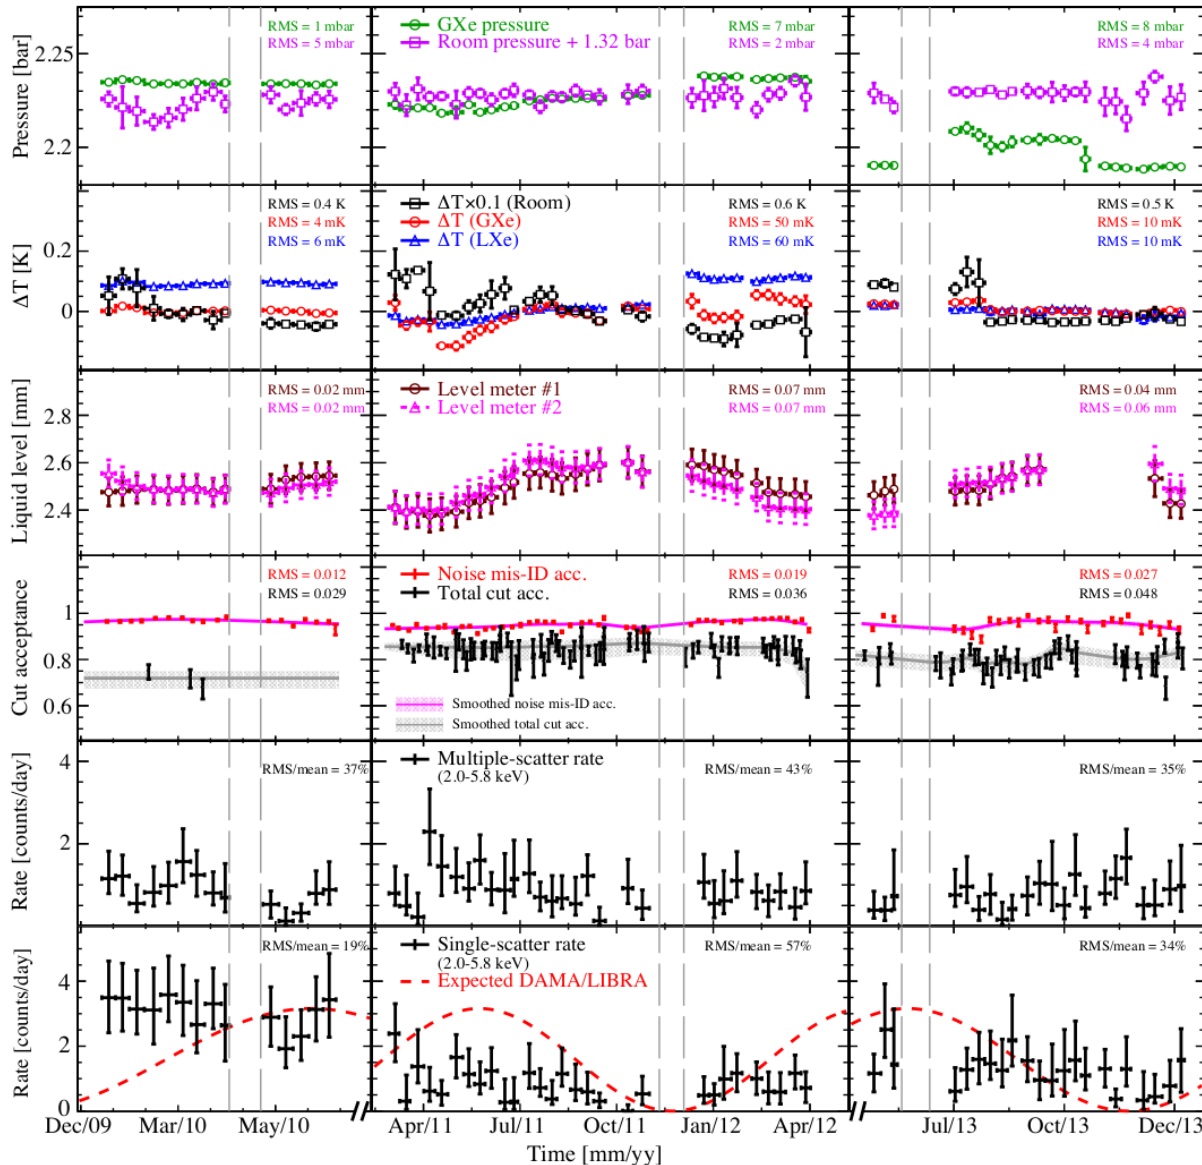 Pressure [bar]
2.25
2.2
RMS = 1 mbar
RMS = 5 mbar
GXe pressure
Room pressure + 1.32 bar
RMS = 7 mbar
RMS = 2 mbar
RMS = 8 mbar
RMS = 4 mbar
ΔT [K]
0.2
0
RMS = 0.4 K
RMS = 4 mK
RMS = 6 mK
ΔT×0.1 (Room)
ΔT (GXe)
ΔT (LXe)
RMS = 0.6 K
RMS = 50 mK
RMS = 60 mK
RMS = 0.5 K
RMS = 10 mK
RMS = 10 mK
Liquid level [mm]
2.8
2.6
2.4
RMS = 0.02 mm
RMS = 0.02 mm
Level meter #1
Level meter #2
RMS = 0.07 mm
RMS = 0.07 mm
RMS = 0.04 mm
RMS = 0.06 mm
Cut acceptance
1
0.8
0.6
RMS = 0.012
RMS = 0.029
Noise mis-ID acc.
Total cut acc.
RMS = 0.019
RMS = 0.036
RMS = 0.027
RMS = 0.048
Smoothed noise mis-ID acc.
Smoothed total cut acc.
Rate [counts/day]
4
2
RMS/mean = 37%
Multiple-scatter rate
(2.0-5.8 keV)
RMS/mean = 43%
RMS/mean = 35%
Rate [counts/day]
4
2
0
RMS/mean = 19%
Single-scatter rate
(2.0-5.8 keV)
Expected DAMA/LIBRA
RMS/mean = 57%
RMS/mean = 34%
Dec/09 Mar/10 May/10 // Apr/11 Jul/11 Oct/11 Jan/12 Apr/12 // Jul/13 Oct/13 Dec/13
Time [mm/yy]